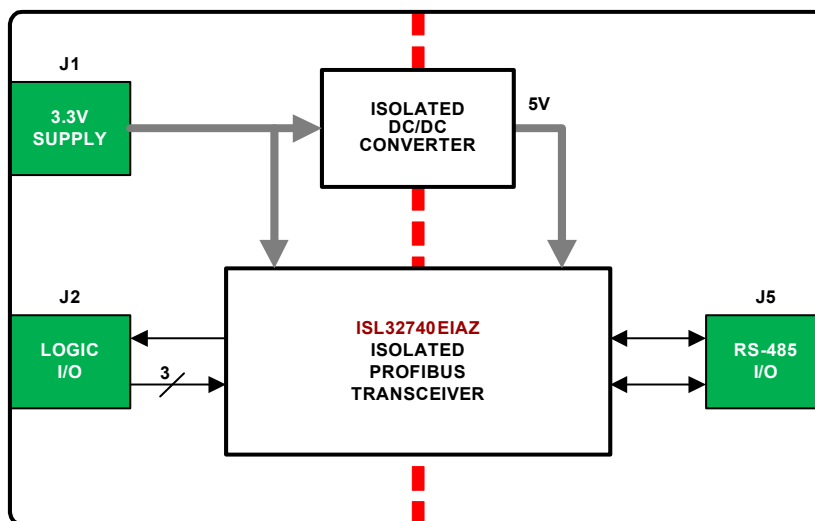 J1
3.3V
SUPPLY
ISOLATED
DC/DC
CONVERTER
5V
J2
LOGIC
I/O
3
ISL32740EIAZ
ISOLATED
PROFIBUS
TRANSCEIVER
J5
RS-485
I/O